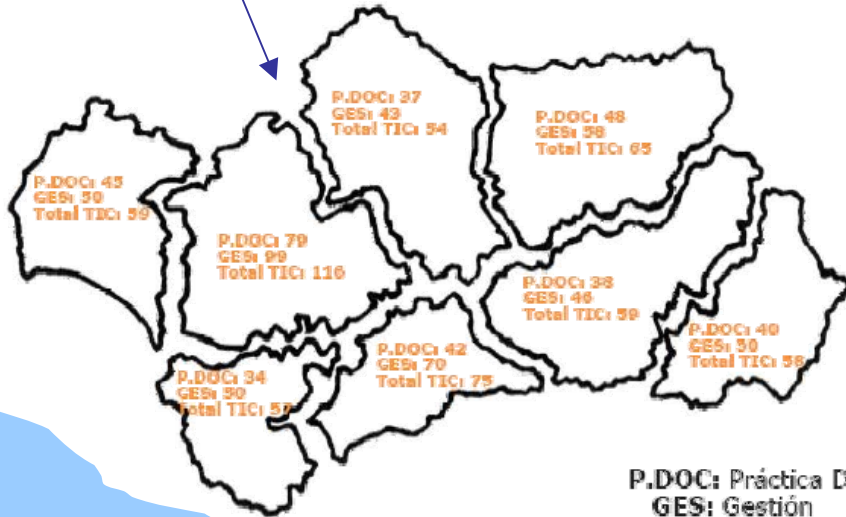 P.DOC: 37
GES: 43
Total TIC: 54
P.DOC: 48
GES: 58
Total TIC: 65
P.DOC: 45
GES: 50
Total TIC: 59
P.DOC: 79
GES: 99
Total TIC: 116
P.DOC: 38
GES: 46
Total TIC: 59
P.DOC: 40
GES: 50
Total TIC: 58
P.DOC: 42
GES: 70
Total TIC: 75
P.DOC: 34
GES: 50
Total TIC: 57
P.DOC: Práctica
GES: Gestión